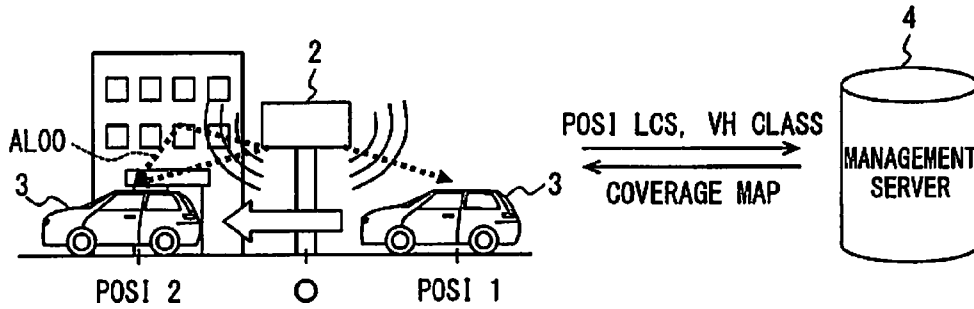 2
4
AL00
3
3
POSI LCS, VH CLASS
COVERAGE MAP
MANAGEMENT
SERVER
POSI 2
O
POSI 1